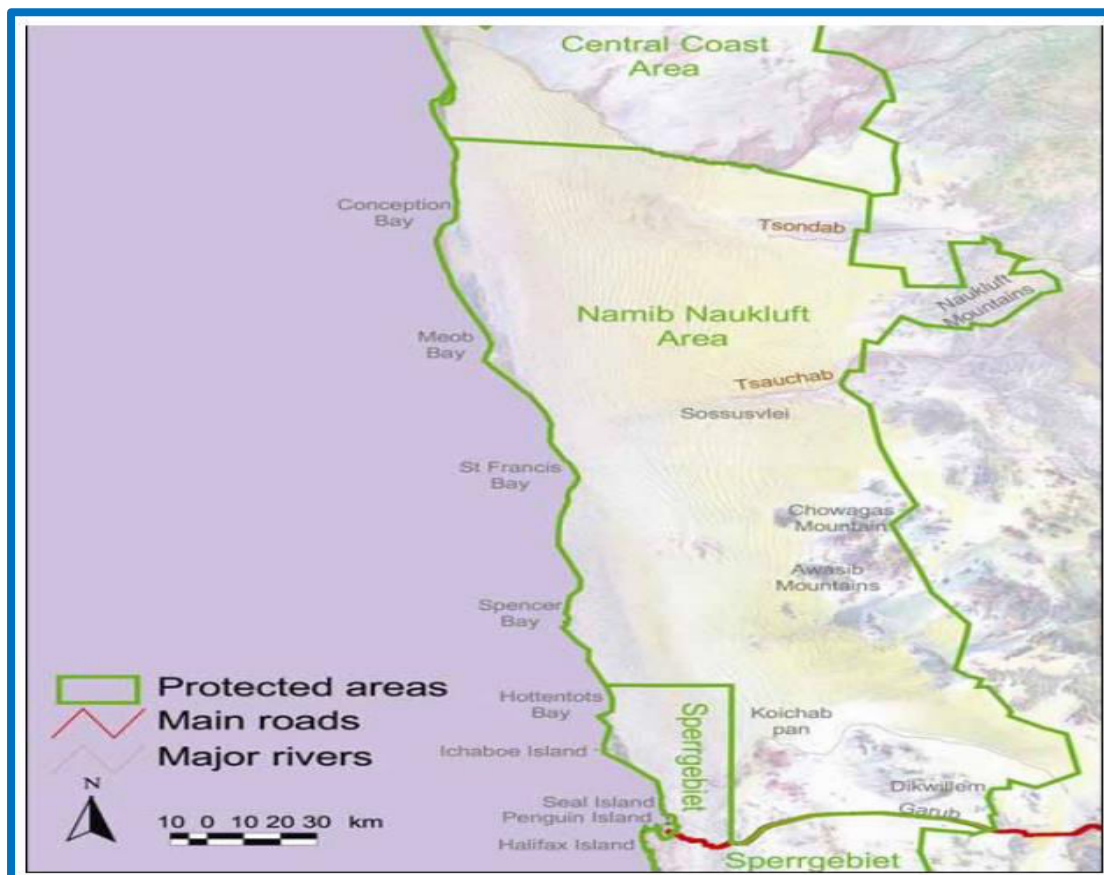 Central Coast
Area
Conception
Bay
Tsondab
Naukluft
Mountains
Namib Naukluft
Area
Meob
Bay
Tsauchab
Sossusvlei
St Francis
Bay
Chowagas
Mountain
Awasib
Mountains
Spencer
Bay
Protected areas
Main roads
Major rivers
Hottentots
Bay
Sperrgebiet
Koichab
pan
Ichaboe Island
Dikwillem
Garub
Seal Island
Penguin Island
Halifax Island
Sperrgebiet
N
10 0 10 20 30 km